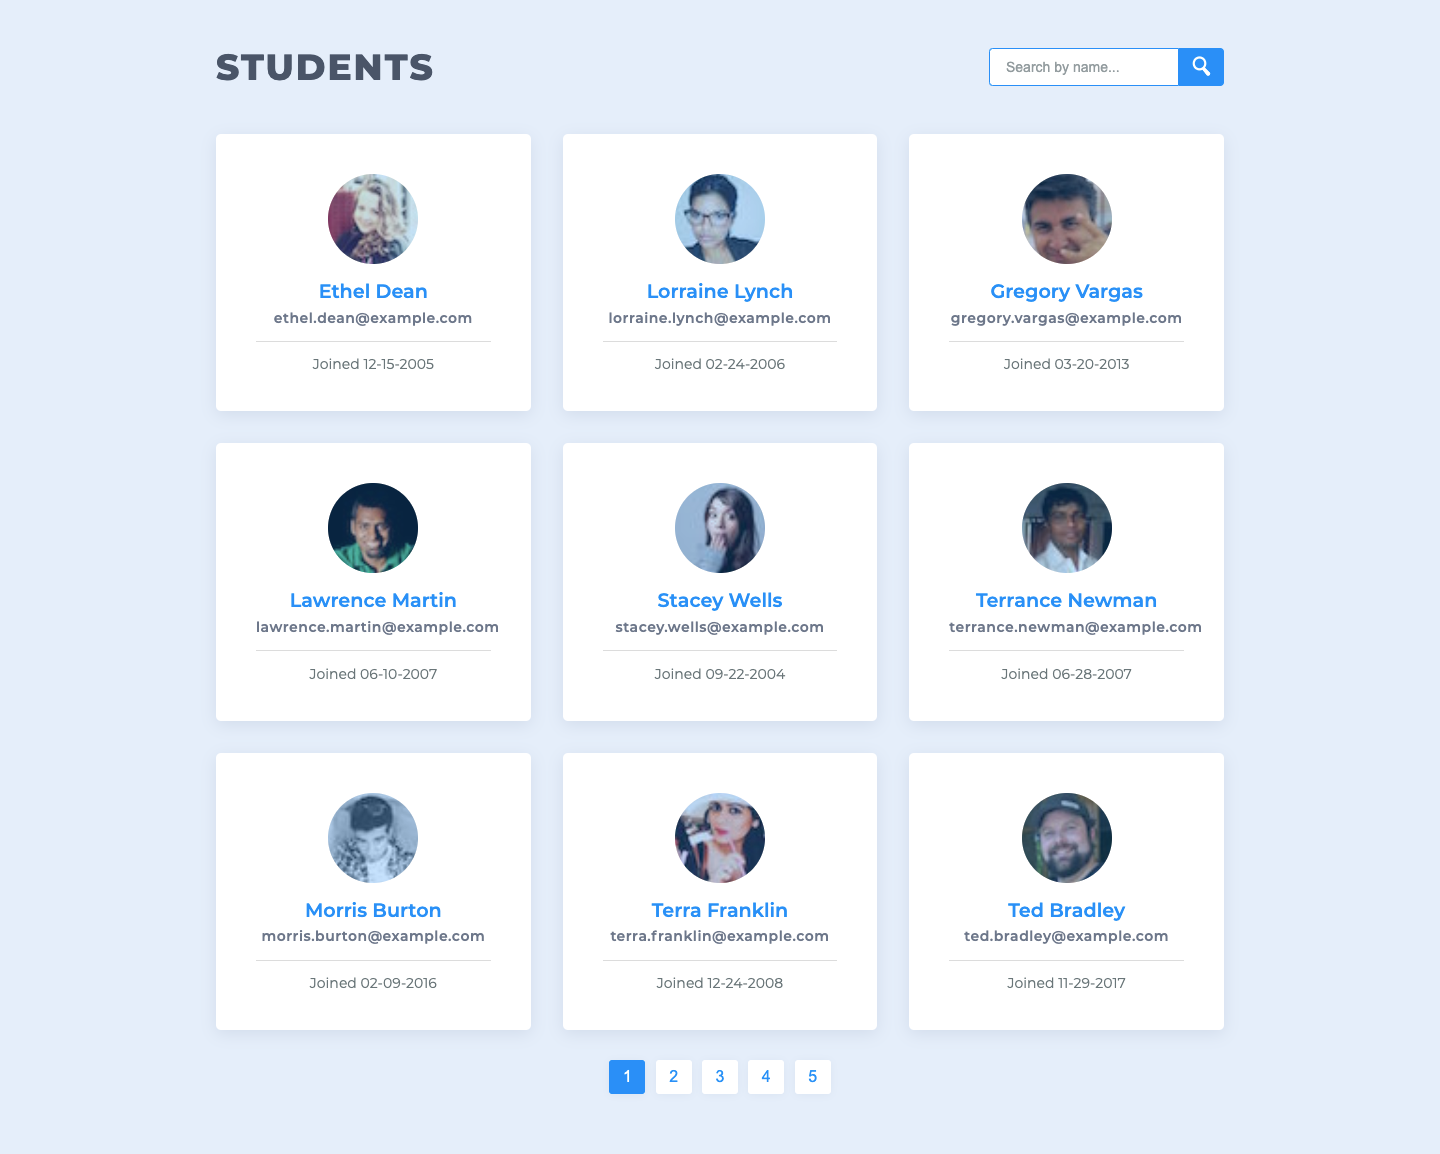 STUDENTS
Search by name...
Ethel Dean
ethel.dean@example.com
Joined 12-15-2005
Lorraine Lynch
lorraine.lynch@example.com
Joined 02-24-2006
Gregory Vargas
gregory.vargas@example.com
Joined 03-20-2013
Lawrence Martin
lawrence.martin@example.com
Joined 06-10-2007
Stacey Wells
stacey.wells@example.com
Joined 09-22-2004
Terrance Newman
terrance.newman@example.com
Joined 06-28-2007
Morris Burton
morris.burton@example.com
Joined 02-09-2016
Terra Franklin
terra.franklin@example.com
Joined 12-24-2008
Ted Bradley
ted.bradley@example.com
Joined 11-29-2017
1 2 3 4 5